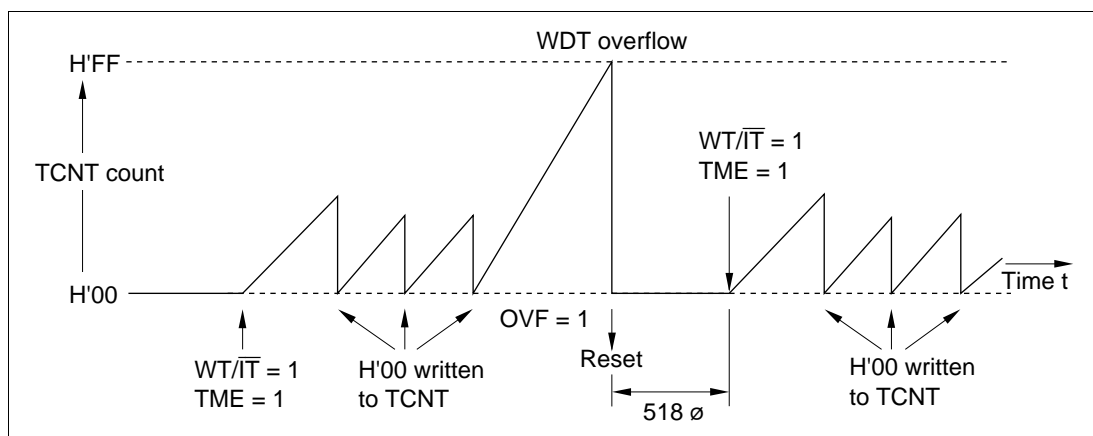 WDT overflow
H'FF
WT/IT = 1
TME = 1
TCNT count
H'00
Time t
OVF = 1
Reset
WT/IT = 1
TME = 1
H'00 written
to TCNT
518 ø
H'00 written
to TCNT